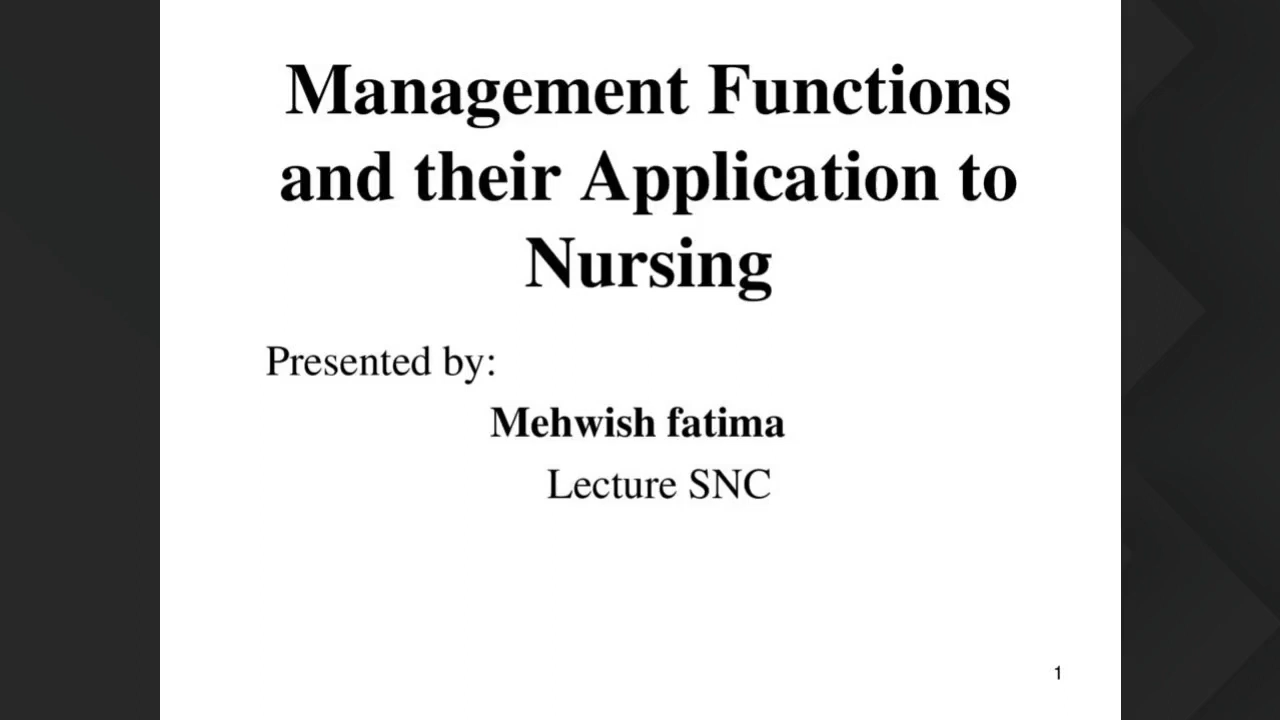 Management Functions
and their Application to
Nursing
Presented by:
Mehwish fatima
Lecture SNC
1